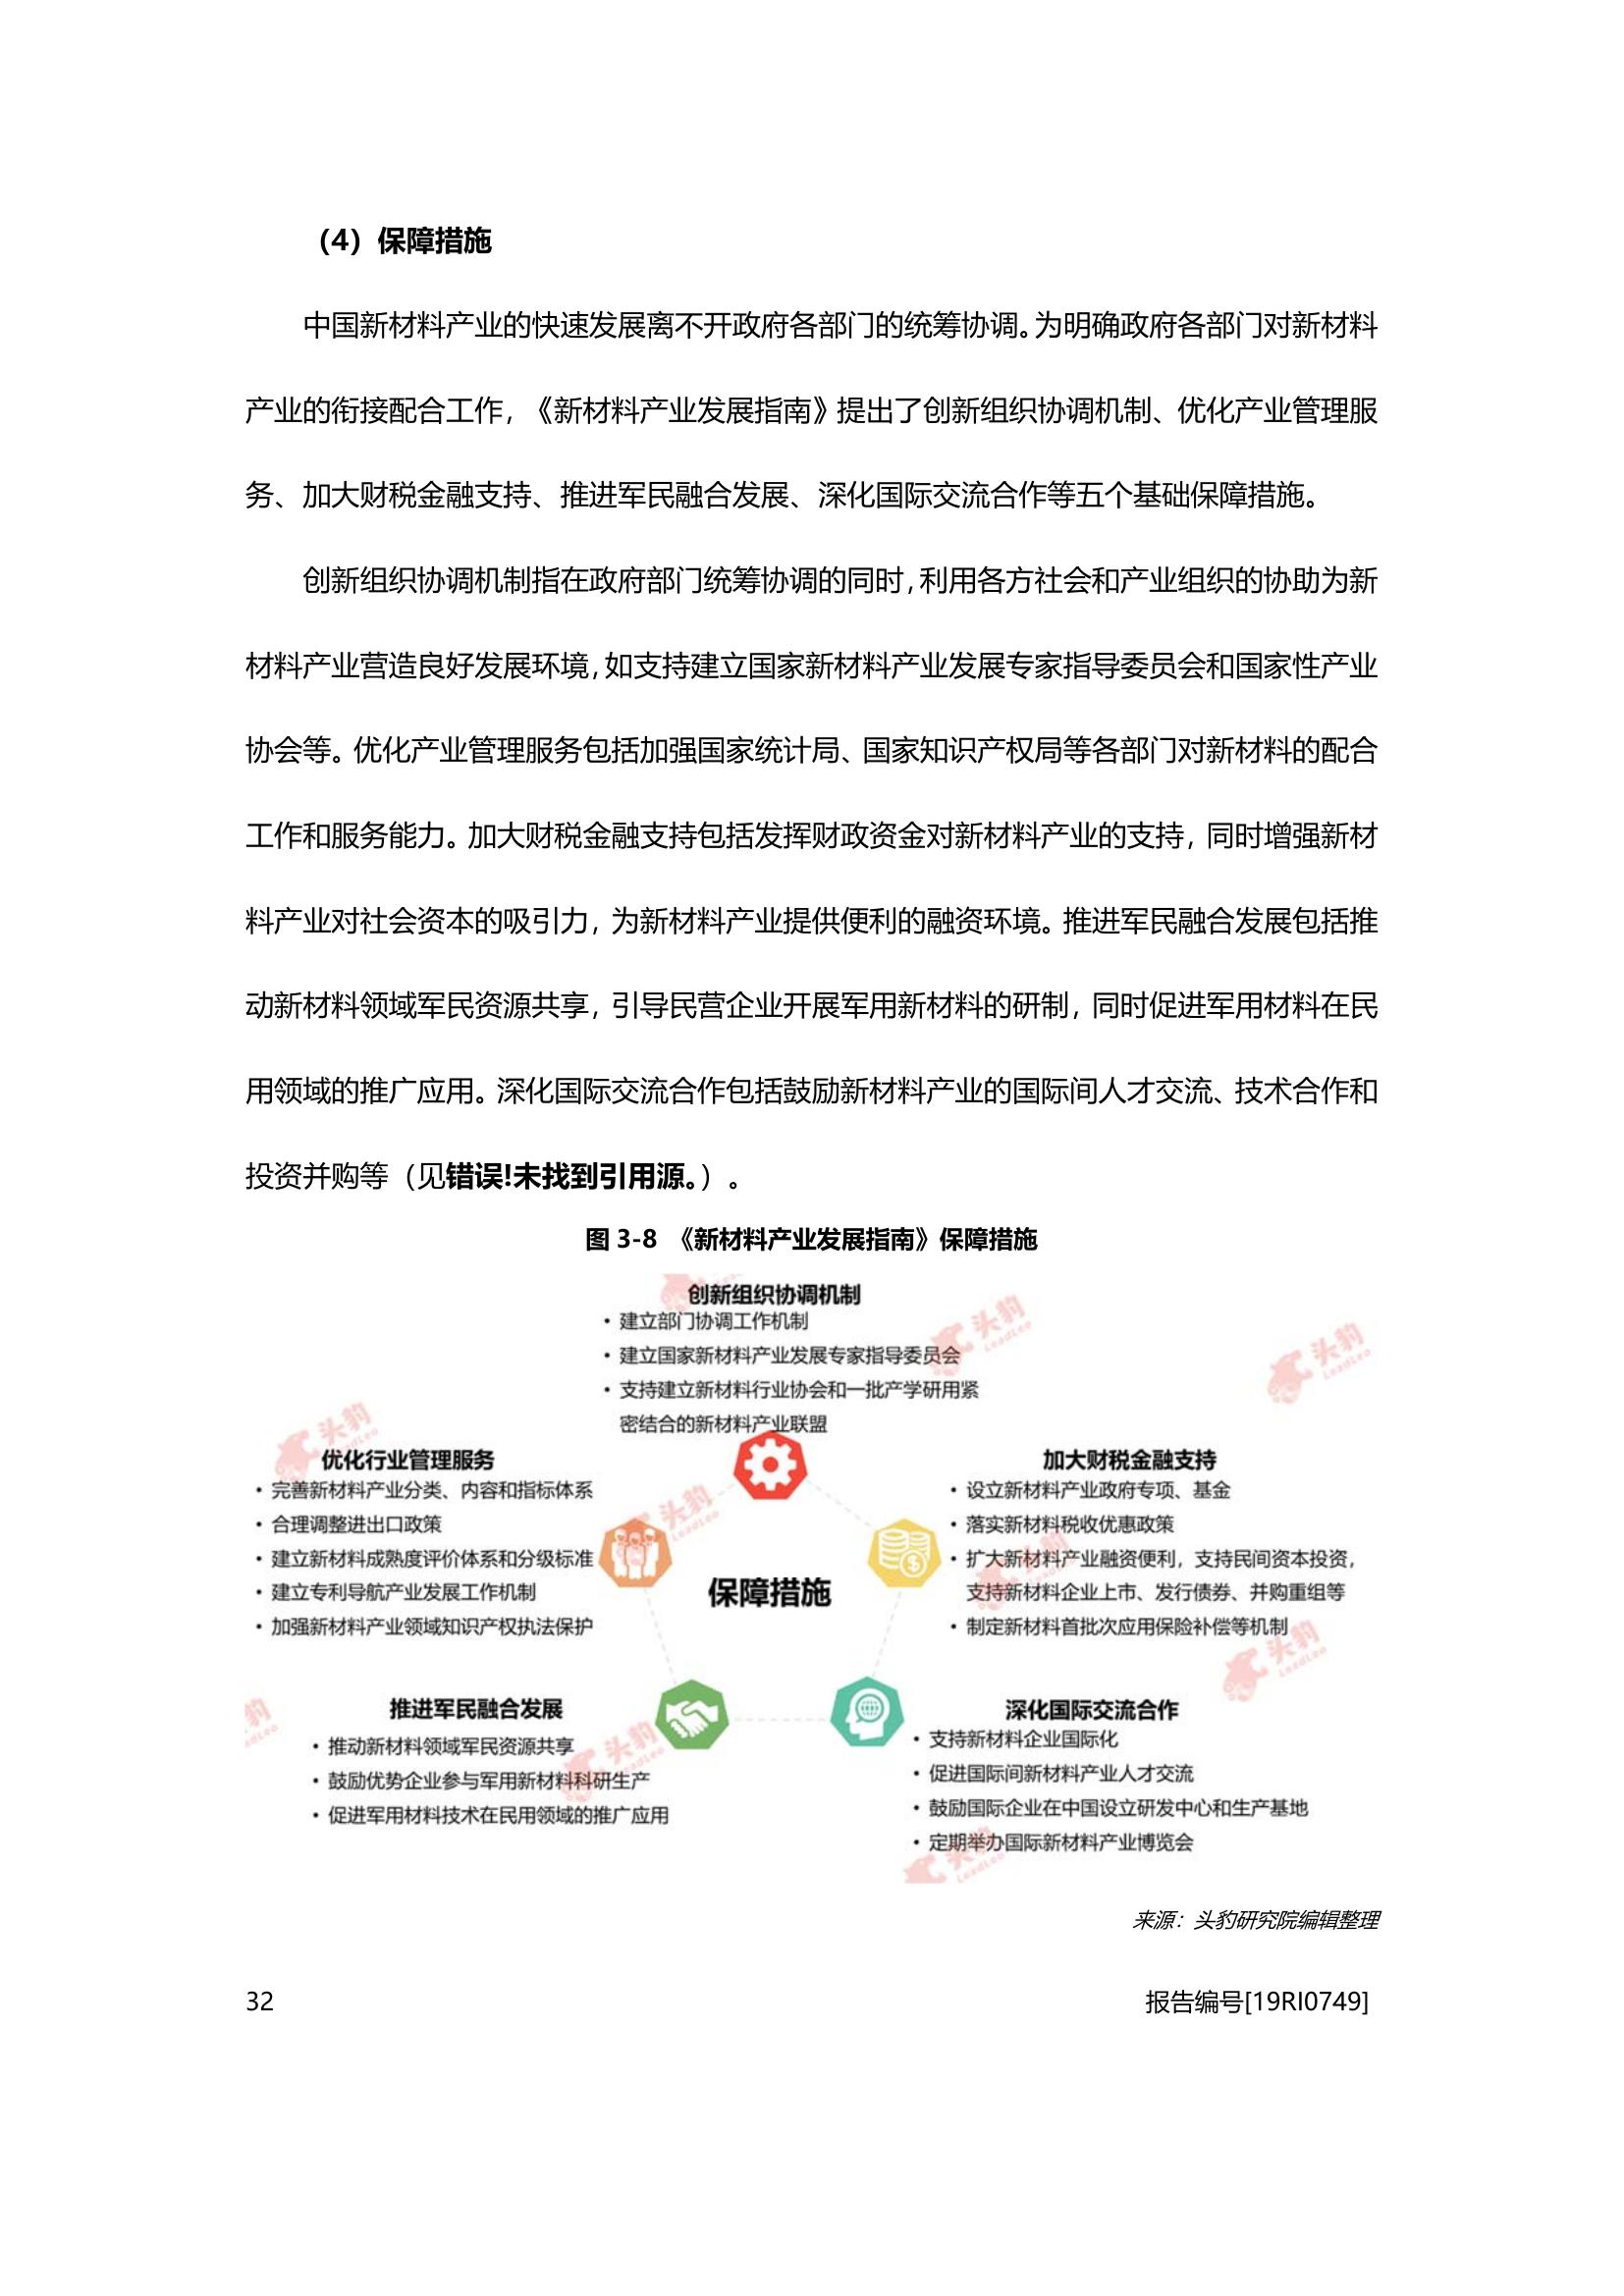 （4）保障措施
中国新材料产业的快速发展离不开政府各部门的统筹协调。为明确政府各部门对新材料
产业的衔接配合工作，《新材料产业发展指南》提出了创新组织协调机制、优化产业管理服
务、加大财税金融支持、推进军民融合发展、深化国际交流合作等五个基础保障措施。
创新组织协调机制指在政府部门统筹协调的同时，利用各方社会和产业组织的协助为新
材料产业营造良好发展环境，如支持建立国家新材料产业发展专家指导委员会和国家性产业
协会等。优化产业管理服务包括加强国家统计局、国家知识产权局等各部门对新材料的配合
工作和服务能力。加大财税金融支持包括发挥财政资金对新材料产业的支持，同时增强新材
料产业对社会资本的吸引力，为新材料产业提供便利的融资环境。推进军民融合发展包括推
动新材料领域军民资源共享，引导民营企业开展军用新材料的研制，同时促进军用材料在民
用领域的推广应用。深化国际交流合作包括鼓励新材料产业的国际间人才交流、技术合作和
投资并购等（见错误!未找到引用源。）。
图 3-8 《新材料产业发展指南》保障措施
创新组织协调机制
• 建立部门协调工作机制
• 建立国家新材料产业发展专家指导委员会
• 支持建立新材料行业协会和一批产学研用紧
密结合的新材料产业联盟
优化行业管理服务
• 完善新材料产业分类、内容和指标体系
• 合理调整进出口政策
• 建立新材料成熟度评价体系和分级标准
• 建立专利导航产业发展工作机制
• 加强新材料产业领域知识产权执法保护
加大财税金融支持
• 设立新材料产业政府专项、基金
• 落实新材料税收优惠政策
• 扩大新材料产业融资便利，支持民间资本投资，
支持新材料企业上市、发行债券、并购重组等
• 制定新材料首批次应用保险补偿等机制
保障措施
推进军民融合发展
• 推动新材料领域军民资源共享
• 鼓励优势企业参与军用新材料科研生产
• 促进军用材料技术在民用领域的推广应用
深化国际交流合作
• 支持新材料企业国际化
• 促进国际间新材料产业人才交流
• 鼓励国际企业在中国设立研发中心和生产基地
• 定期举办国际新材料产业博览会
头豹
LeadLeo
头豹
LeadLeo
头豹
LeadLeo
头豹
LeadLeo
头豹
头豹
LeadLeo
头豹
LeadLeo
头豹
LeadLeo
来源：头豹研究院编辑整理
32
报告编号[19RI0749]